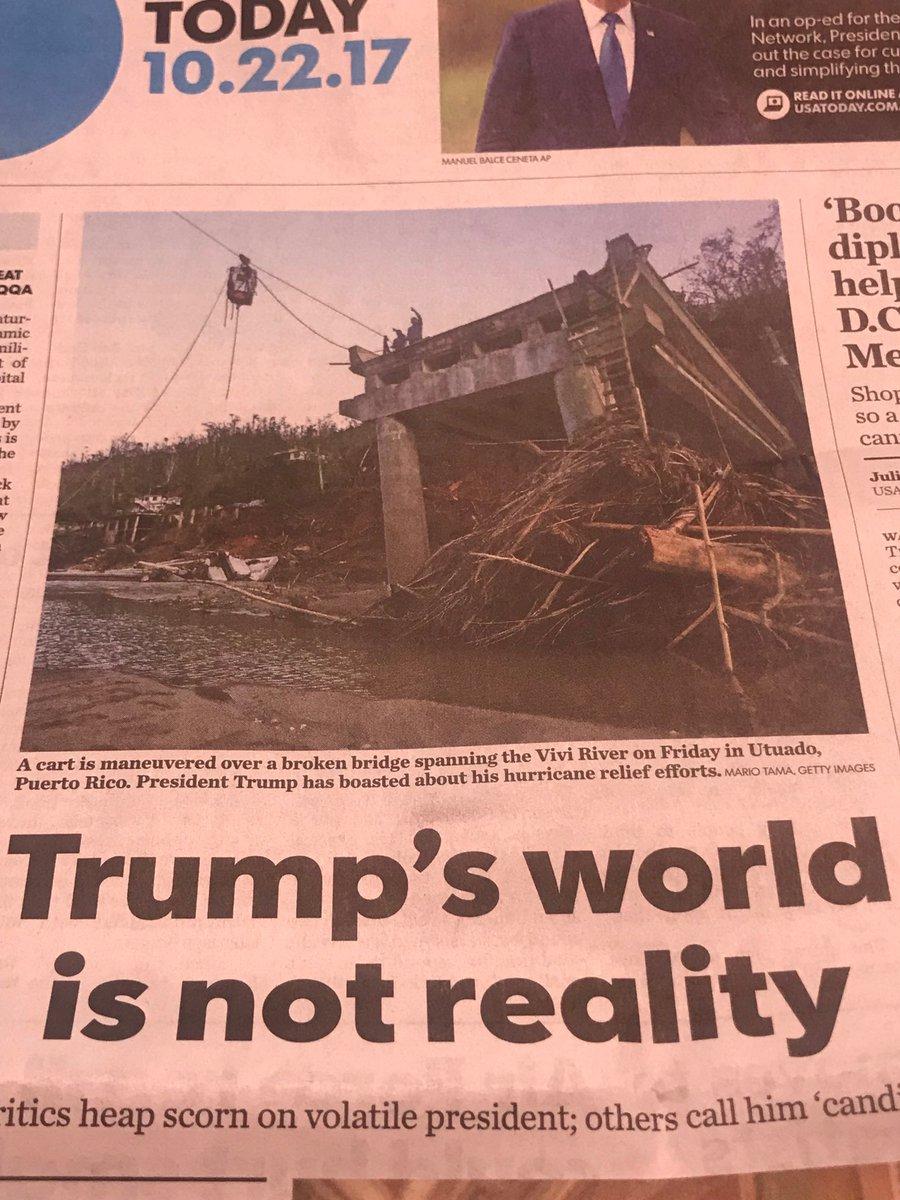 TODAY
10.22.17
In an op-ed for the
Network, Presiden
out the case for cu
and simplifying th
READ IT ONLINE
USATODAY.COM
MANUEL BALCE CENETA AP
EAT
QQA
atur-
amic
mili-
t of
ital
ent
by
is
he
ck
at
w
e
'Boo
dipl
help
D.C
Me
Shop
so a
can
Juli
USA
A cart is maneuvered over a broken bridge spanning the Vivi River on Friday in Utuado,
Puerto Rico. President Trump has boasted about his hurricane relief efforts. MARIO TAMA, GETTY IMAGES
Trump's world
is not reality
ritics heap scorn on volatile president; others call him 'candi